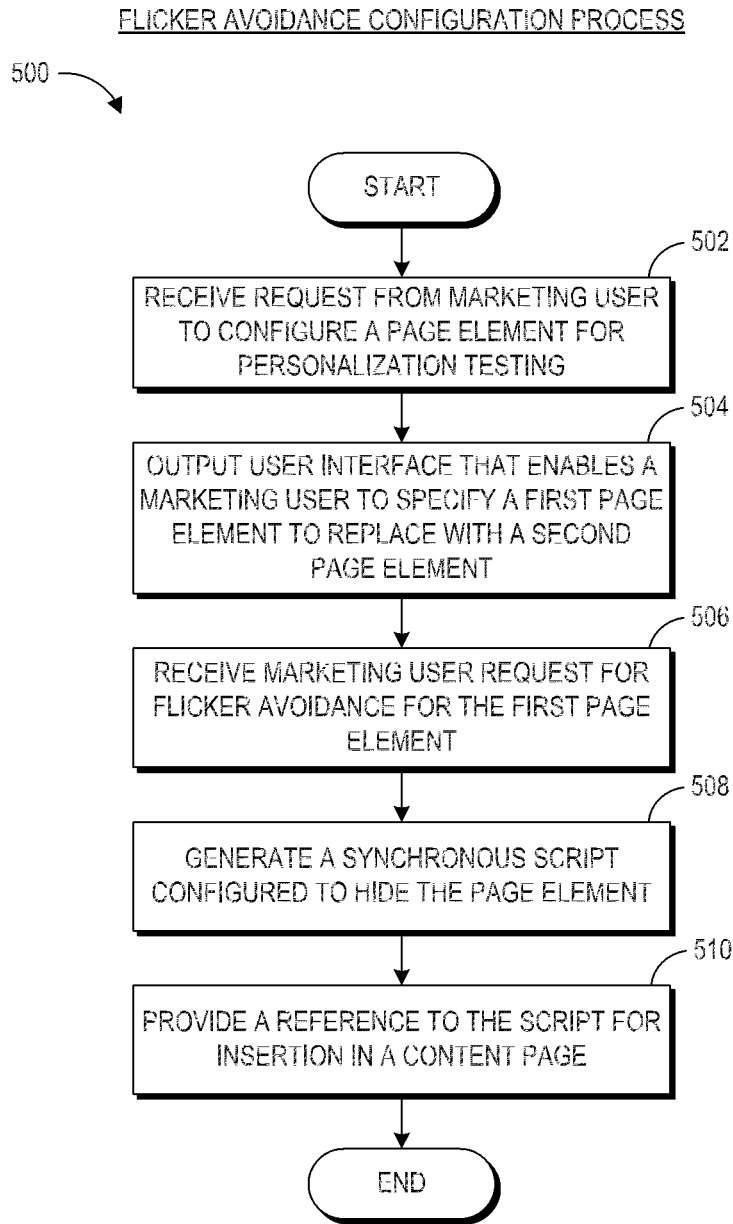 FLICKER AVOIDANCE CONFIGURATION PROCESS
500
START
502
RECEIVE REQUEST FROM MARKETING USER
TO CONFIGURE A PAGE ELEMENT FOR
PERSONALIZATION TESTING
504
OUTPUT USER INTERFACE THAT ENABLES A
MARKETING USER TO SPECIFY A FIRST PAGE
ELEMENT TO REPLACE WITH A SECOND
PAGE ELEMENT
506
RECEIVE MARKETING USER REQUEST FOR
FLICKER AVOIDANCE FOR THE FIRST PAGE
ELEMENT
508
GENERATE A SYNCHRONOUS SCRIPT
CONFIGURED TO HIDE THE PAGE ELEMENT
510
PROVIDE A REFERENCE TO THE SCRIPT FOR
INSERTION IN A CONTENT PAGE
END